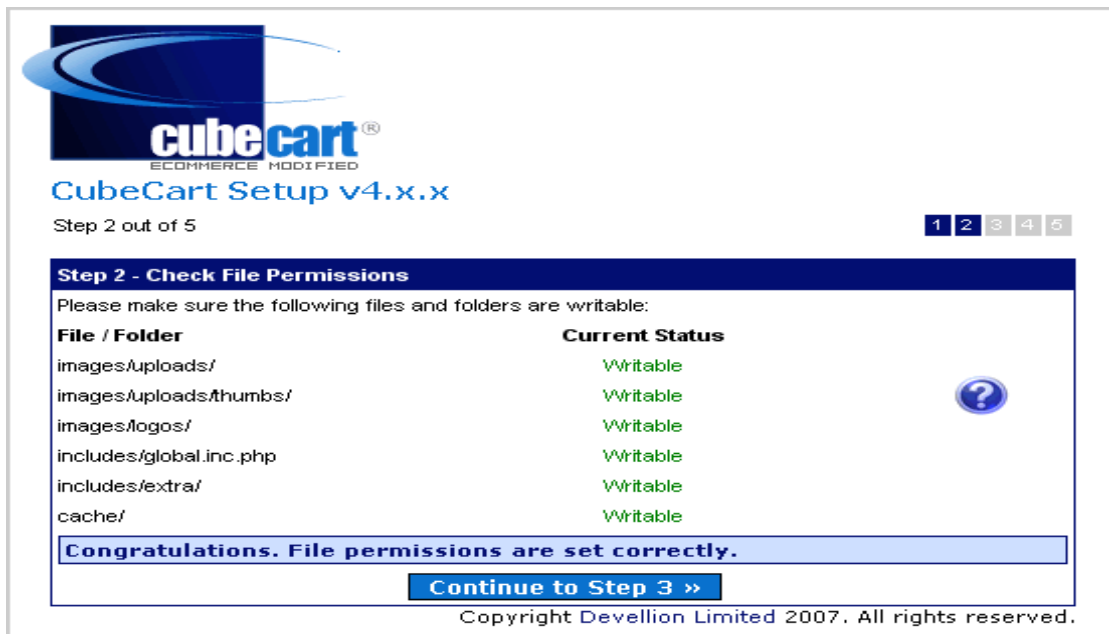 cubecart®
ECOMMERCE MODIFIED
CubeCart Setup v4.x.x
Step 2 out of 5 1 2 3 4 5
Step 2 - Check File Permissions
Please make sure the following files and folders are writable:
File / Folder Current Status
images/uploads/ Writable
images/uploads/thumbs/ Writable
?
images/logos/ Writable
includes/global.inc.php Writable
includes/extra/ Writable
cache/ Writable
Congratulations. File permissions are set correctly.
Continue to Step 3 »
Copyright Devellion Limited 2007. All rights reserved.